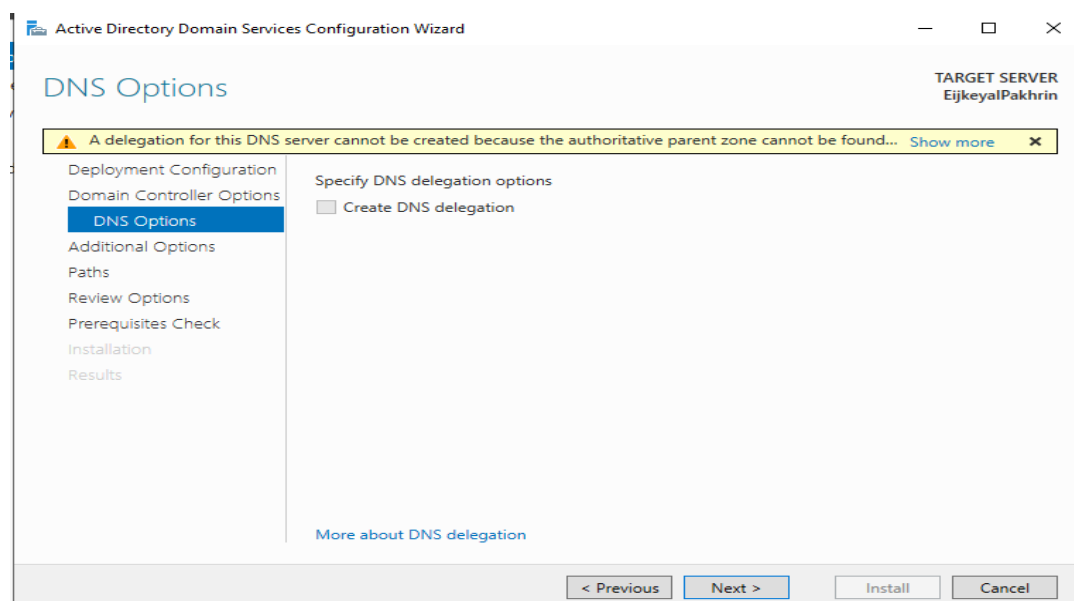 Active Directory Domain Services Configuration Wizard
DNS Options
TARGET SERVER
EijkeyalPakhrin
A delegation for this DNS server cannot be created because the authoritative parent zone cannot be found... Show more
Deployment Configuration
Domain Controller Options
DNS Options
Additional Options
Paths
Review Options
Prerequisites Check
Installation
Results
Specify DNS delegation options
Create DNS delegation
More about DNS delegation
< Previous
Next >
Install
Cancel